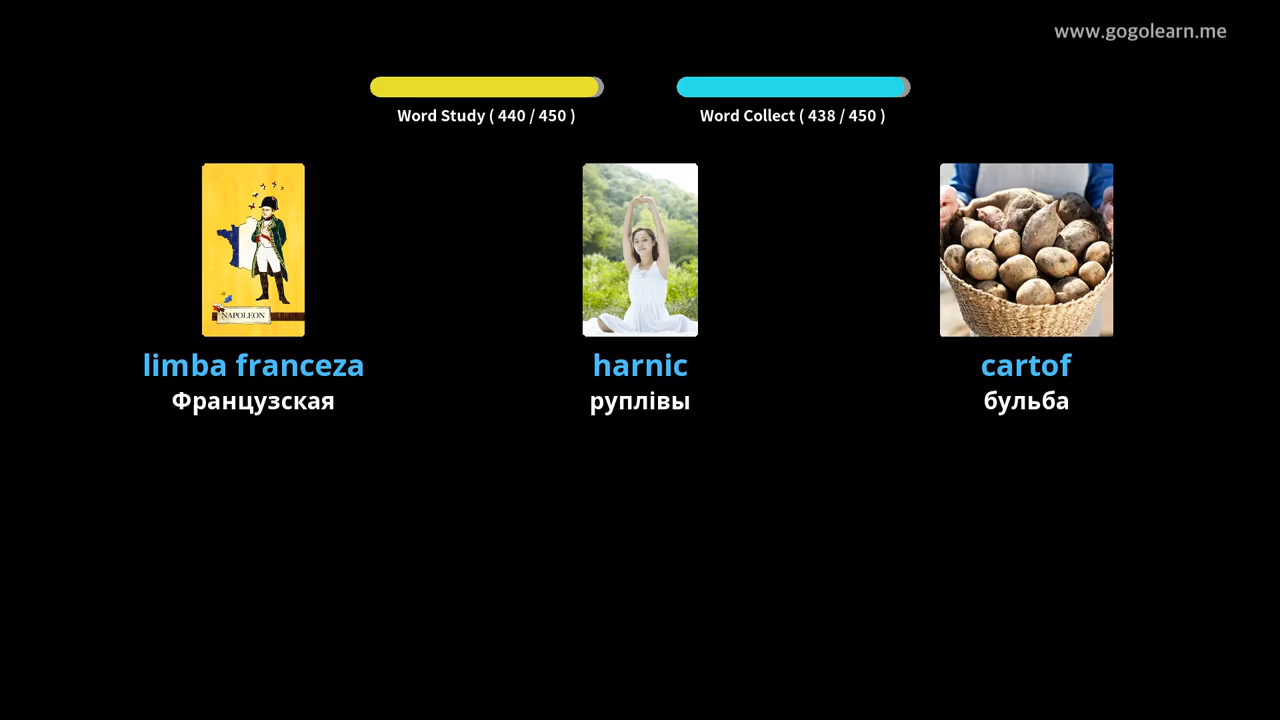 www.gogolearn.me
Word Study ( 440 / 450 )
Word Collect ( 438 / 450 )
NAPOLEON
limba franceza
harnic
cartof
Французская
руплівы
бульба